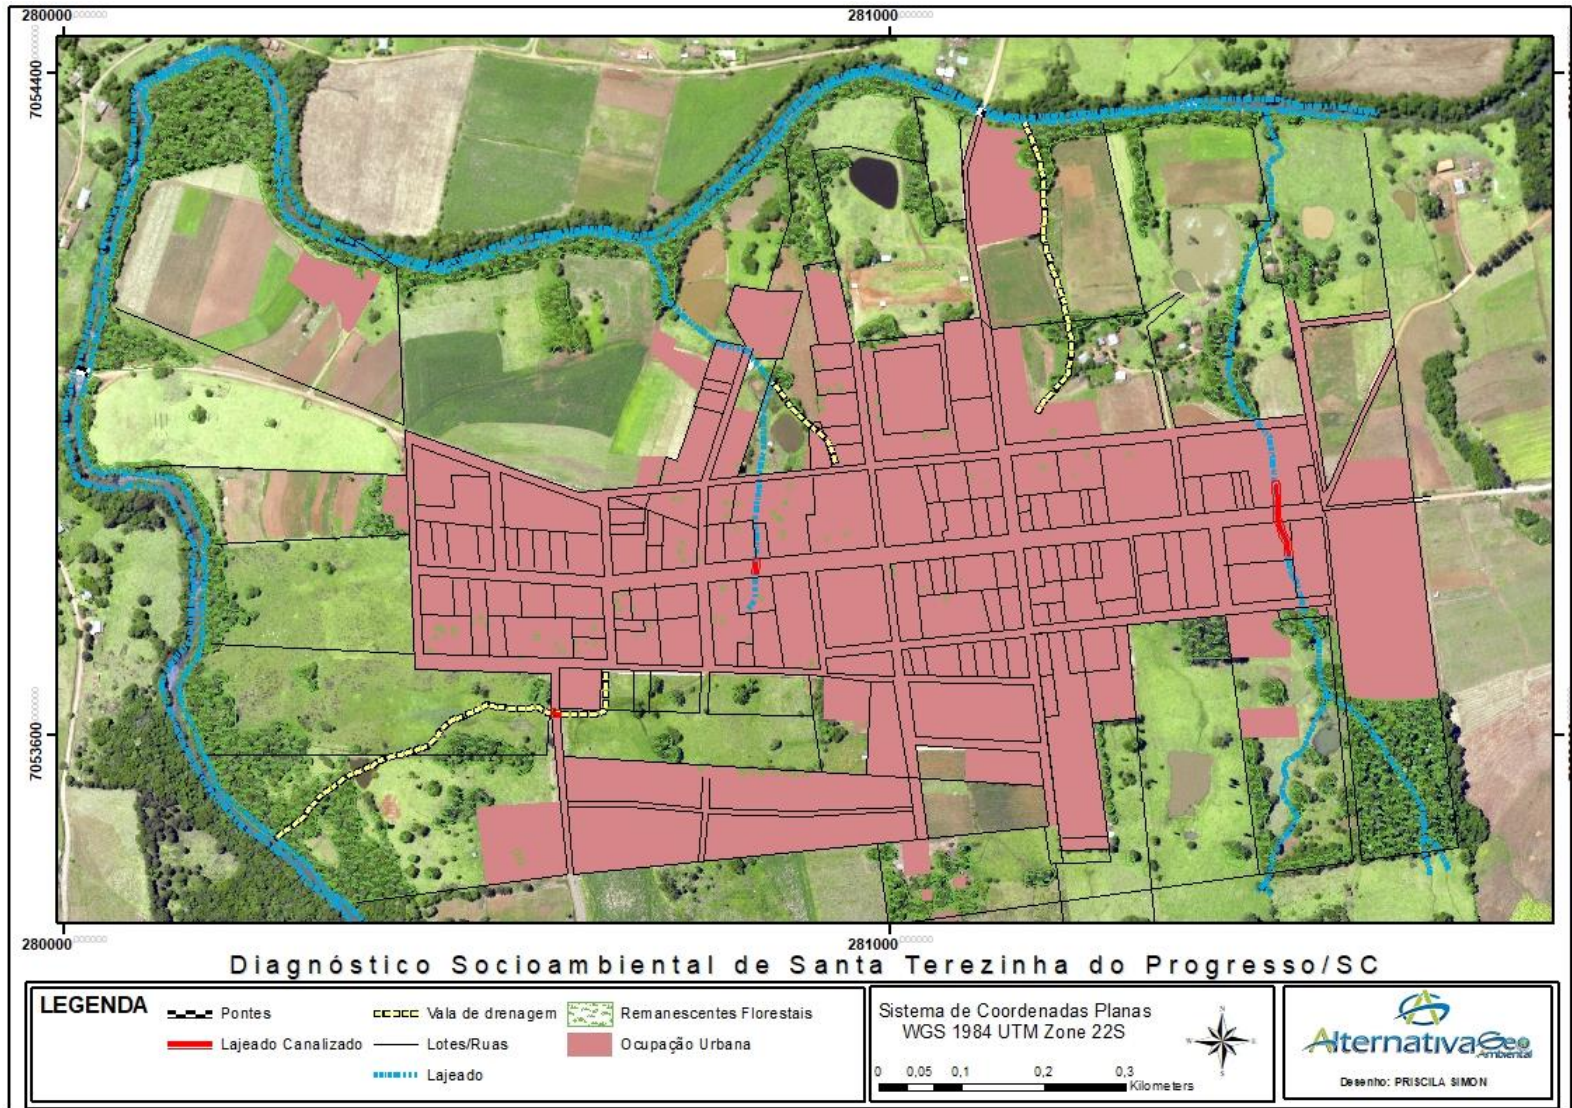 280000 281000
7054400
7053600
280000 281000
Diagnóstico Socioambiental de Santa Terezinha do Progresso/SC
LEGENDA
Pontes
Lajeado Canalizado
Vala de drenagem
Lotes/Ruas
Lajeado
Remanescentes Florestais
Ocupação Urbana
Sistema de Coordenadas Planas
WGS 1984 UTM Zone 22S
N
W E
S
0 0,05 0,1 0,2 0,3
Kilometers
AlternativaGeo
Ambiental
Desenho: PRISCILA SIMON